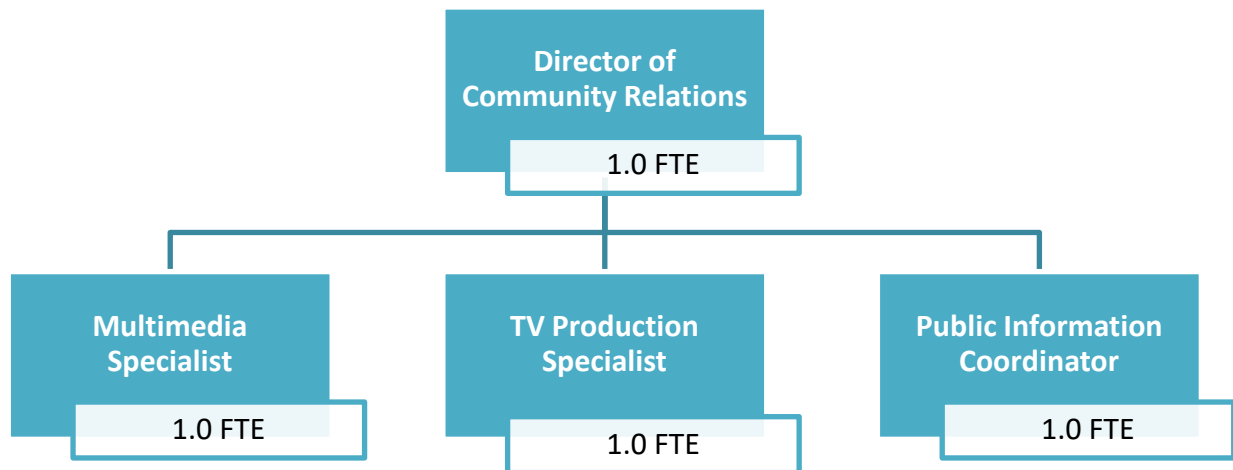 Director of
Community Relations
1.0 FTE
Multimedia
Specialist
1.0 FTE
TV Production
Specialist
1.0 FTE
Public Information
Coordinator
1.0 FTE